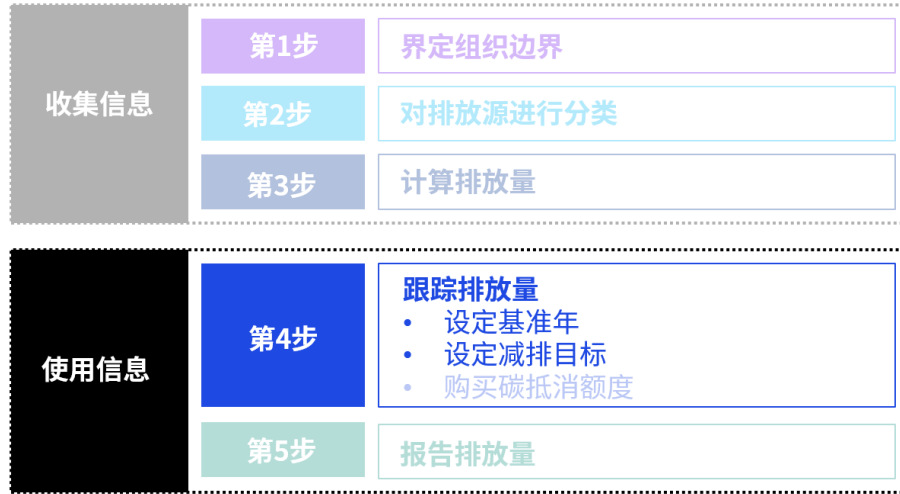 收集信息
第1步
界定组织边界
第2步
对排放源进行分类
第3步
计算排放量
使用信息
第4步
跟踪排放量
• 设定基准年
• 设定减排目标
• 购买碳抵消额度
第5步
报告排放量